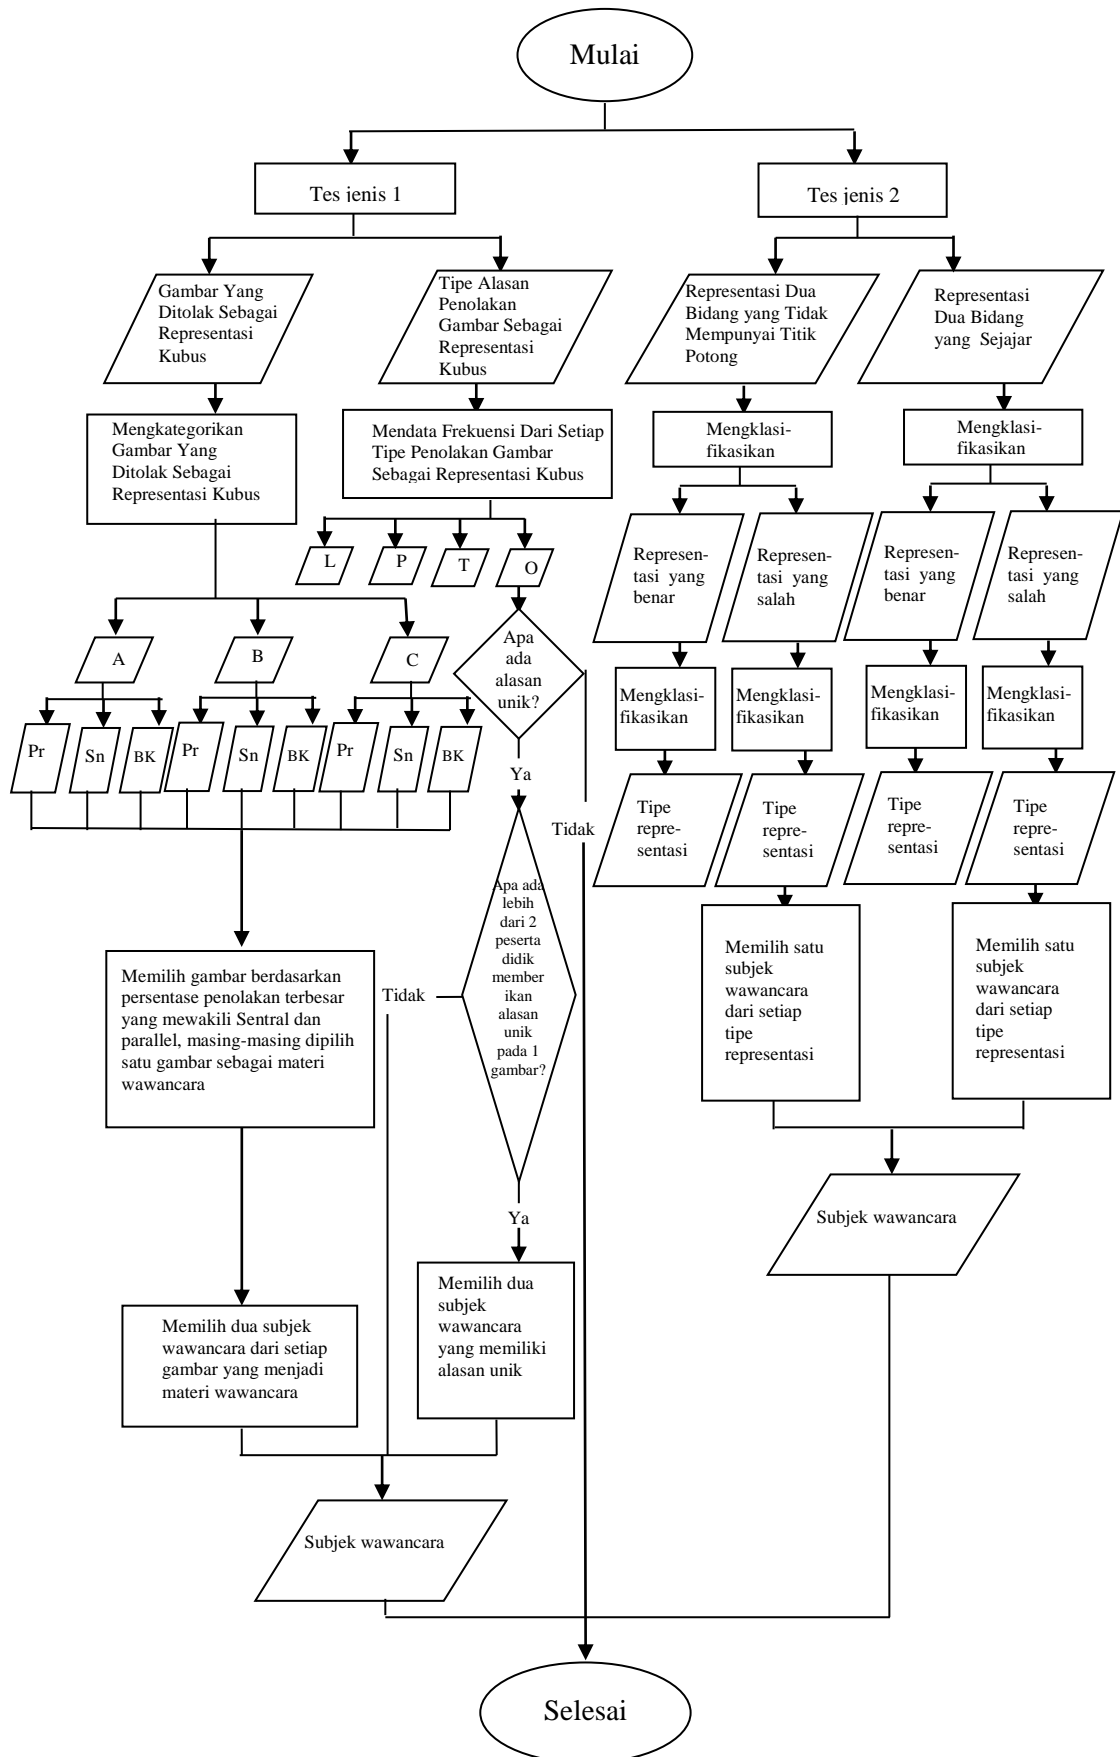 Mulai
Tes jenis 1
Tes jenis 2
Gambar Yang
Ditolak Sebagai
Representasi
Kubus
Tipe Alasan
Penolakan
Gambar Sebagai
Representasi
Kubus
Representasi Dua
Bidang yang Tidak
Mempunyai Titik
Potong
Representasi
Dua Bidang
yang Sejajar
Mengkategorikan
Gambar Yang
Ditolak Sebagai
Representasi Kubus
Mendata Frekuensi Dari Setiap
Tipe Penolakan Gambar
Sebagai Representasi Kubus
Mengklasi-
fikasikan
Mengklasi-
fikasikan
L
P
T
O
Represen-
tasi yang
benar
Represen-
tasi yang
salah
Represen-
tasi yang
benar
Represen-
tasi yang
salah
A
B
C
Apa
ada
alasan
unik?
Mengklasi-
fikasikan
Mengklasi-
fikasikan
Mengklasi-
fikasikan
Mengklasi-
fikasikan
Pr
Sn
BK
Pr
Sn
BK
Pr
Sn
BK
Ya
Tidak
Tipe
repre-
sentasi
Tipe
repre-
sentasi
Tipe
repre-
sentasi
Tipe
repre-
sentasi
Apa ada
lebih
dari 2
peserta
didik
member
ikan
alasan
unik
pada 1
gambar?
Tidak
Memilih gambar berdasarkan
persentase penolakan terbesar
yang mewakili Sentral dan
parallel, masing-masing dipilih
satu gambar sebagai materi
wawancara
Memilih satu
subjek
wawancara
dari setiap
tipe
representasi
Memilih satu
subjek
wawancara
dari setiap
tipe
representasi
Ya
Subjek wawancara
Memilih dua subjek
wawancara dari setiap
gambar yang menjadi
materi wawancara
Memilih dua
subjek
wawancara
yang memiliki
alasan unik
Subjek wawancara
Selesai